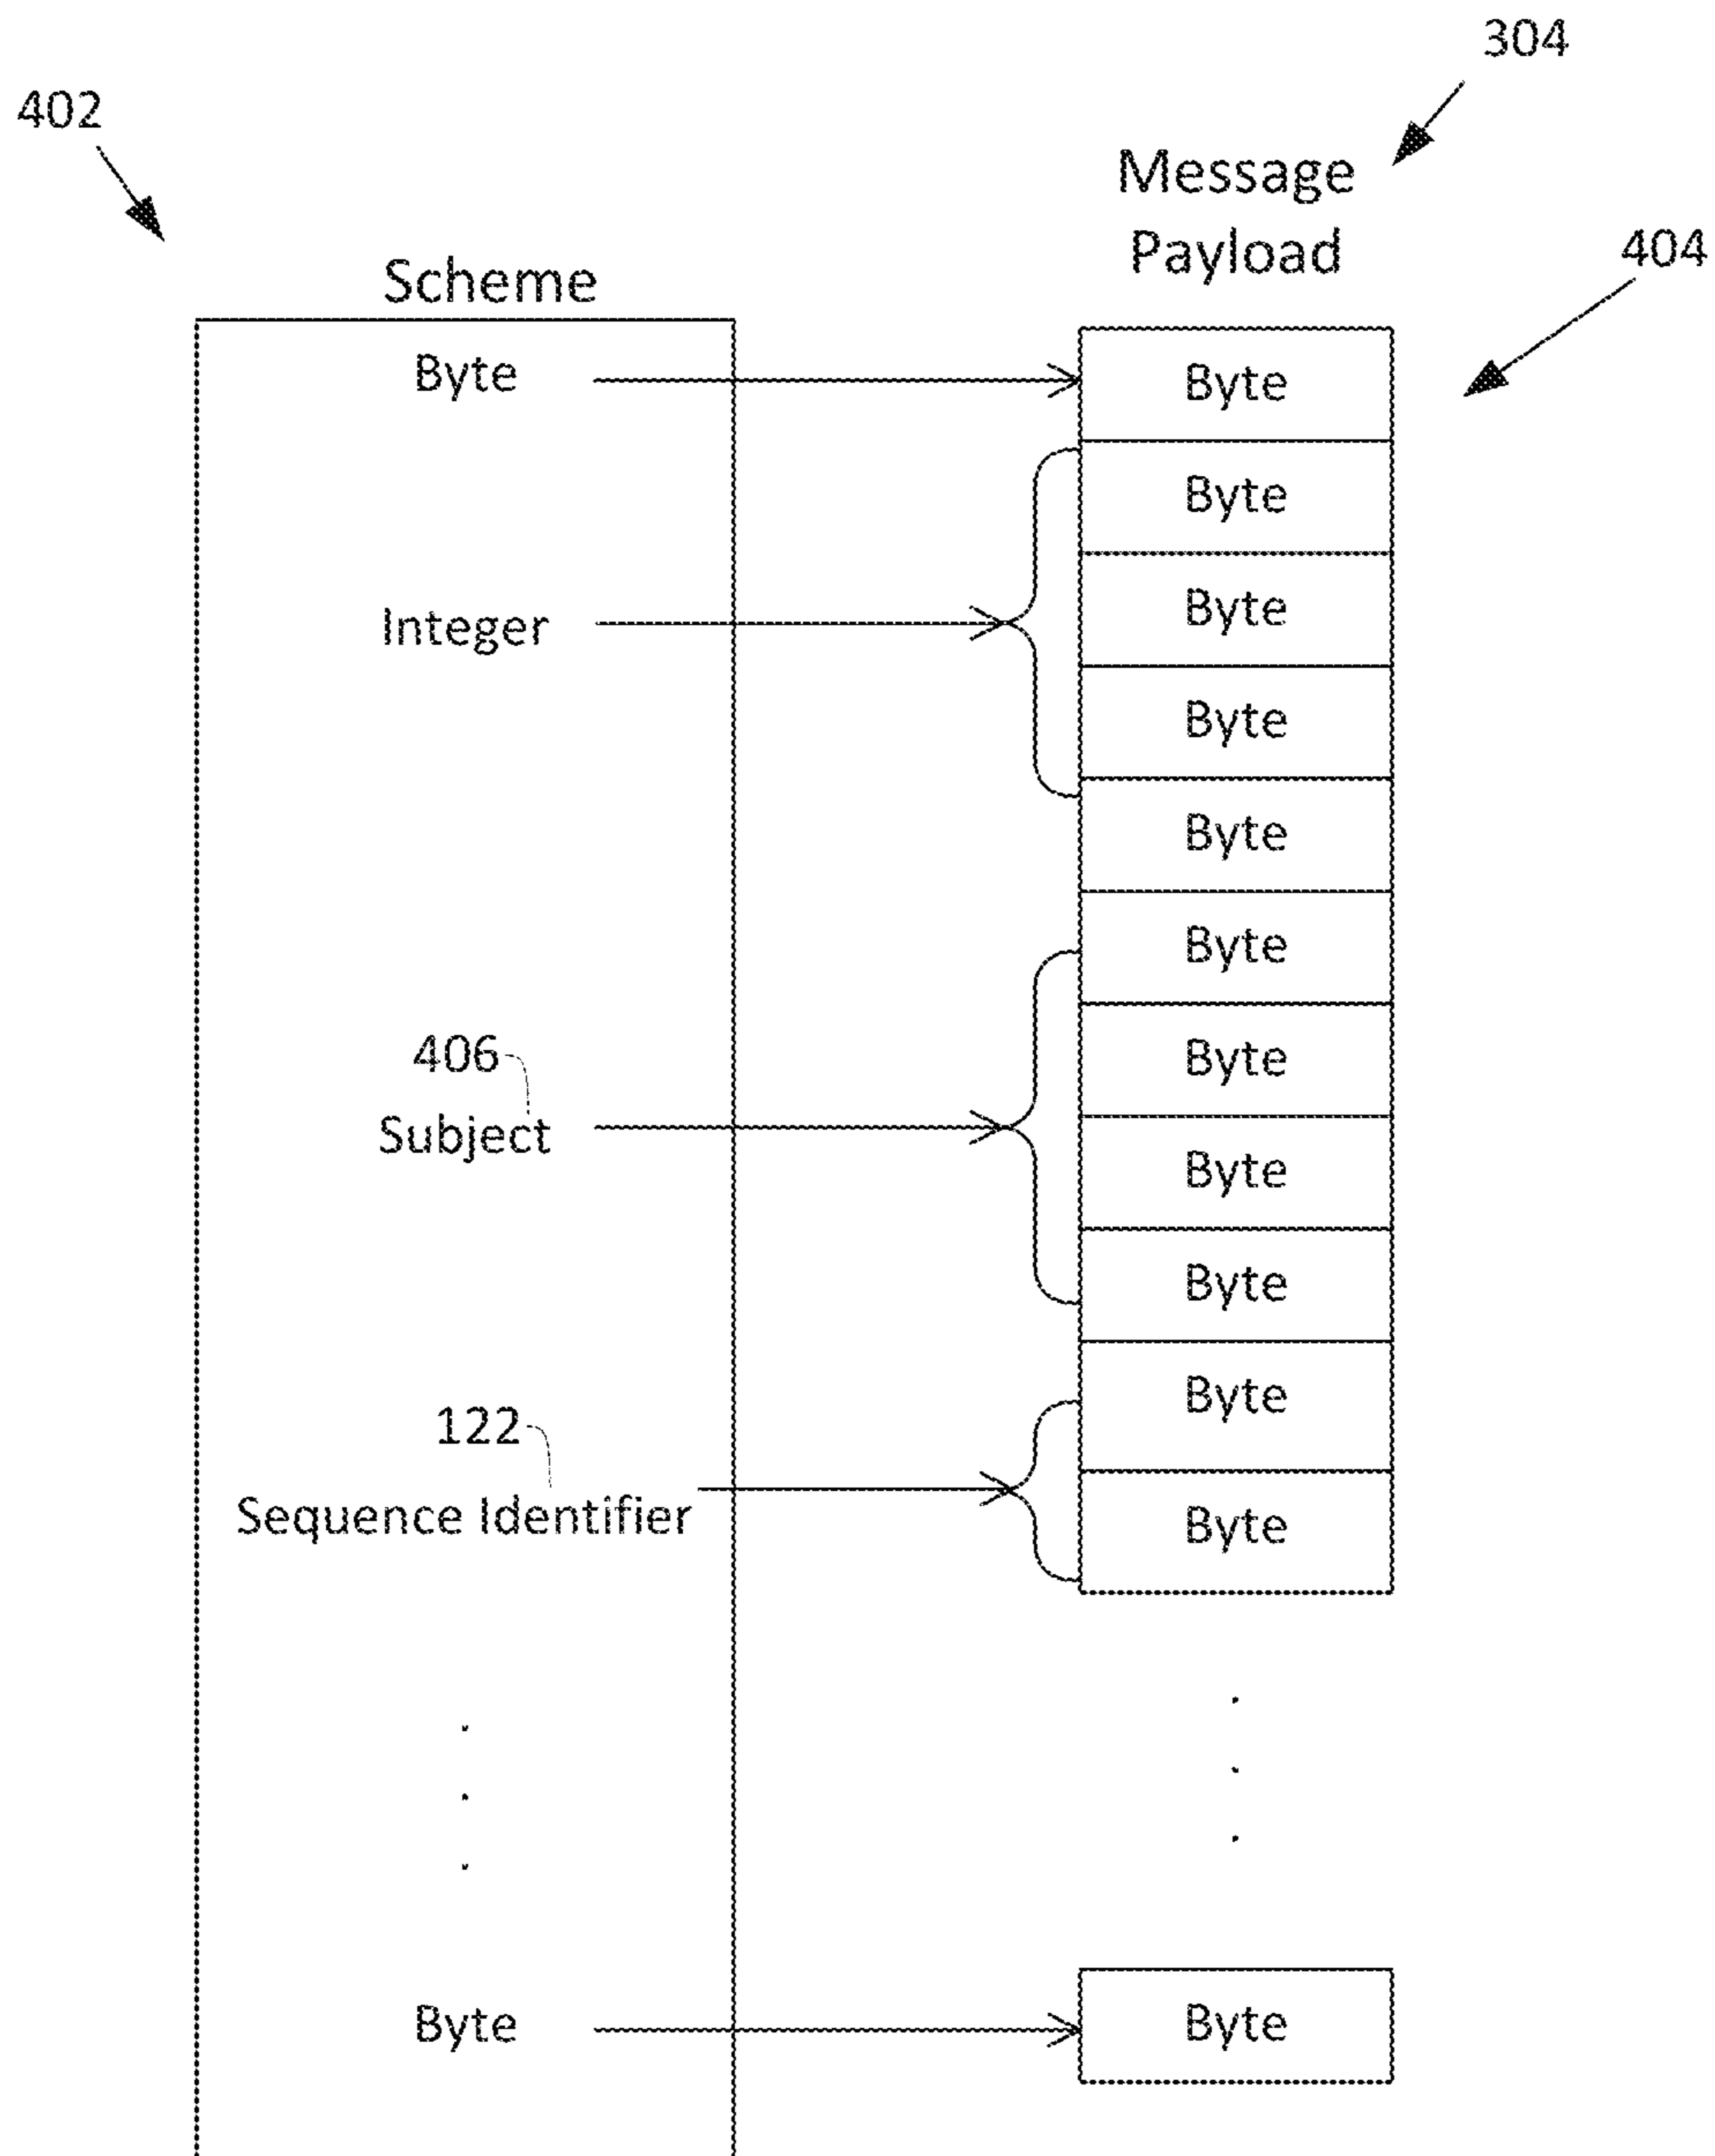 304
402
Message
Payload
404
Scheme
Byte
Byte
Byte
Byte
Integer
Byte
Byte
Byte
406
Byte
Subject
Byte
Byte
Byte
122
Sequence Identifier
Byte
.
.
.
.
.
.
Byte
Byte